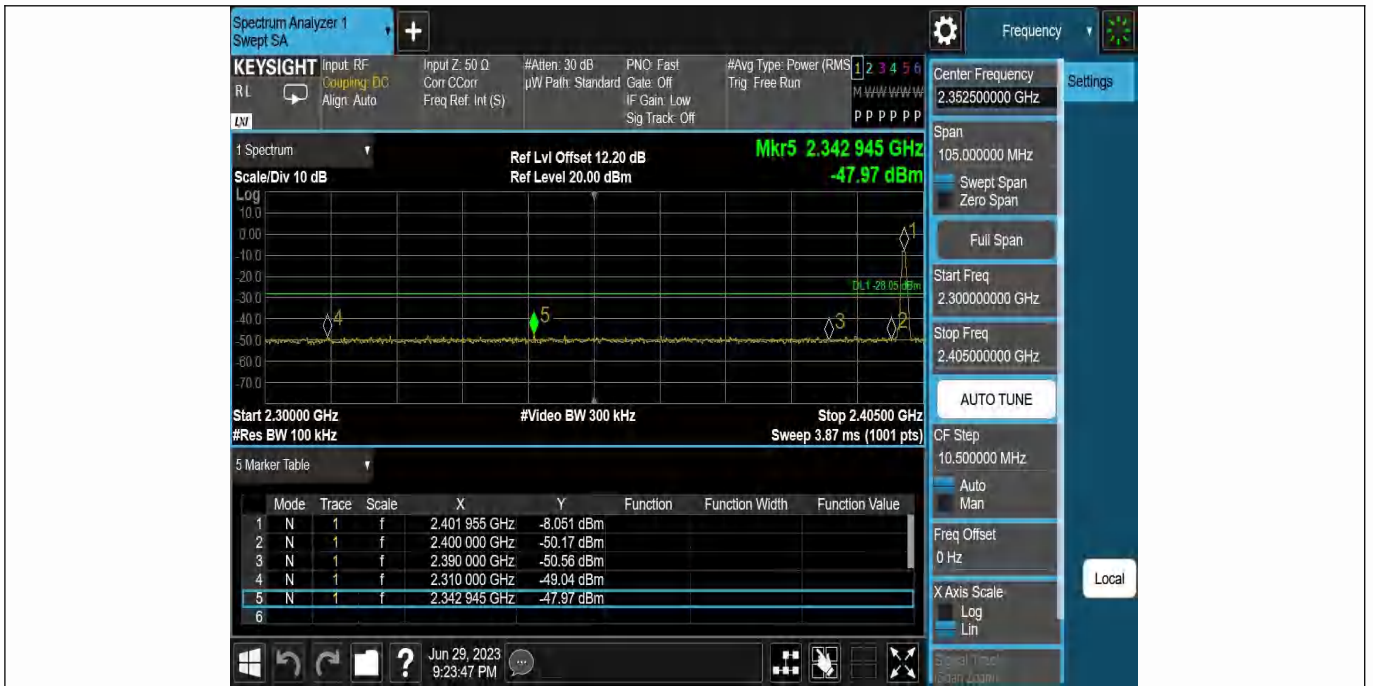 Spectrum Analyzer 1
Swept SA
+
Frequency
KEYSIGHT
RL
LXI
Input: RF
Coupling: DC
Align: Auto
Input Z: 50 Ω
Corr CCorr
Freq Ref: Int (S)
#Atten: 30 dB
µW Path: Standard
PNO: Fast
Gate: Off
IF Gain: Low
Sig Track: Off
#Avg Type: Power (RMS
Trig: Free Run
1 2 3 4 5 6
M W W W W W
P P P P P P
1 Spectrum
Scale/Div 10 dB
Ref Lvl Offset 12.20 dB
Ref Level 20.00 dBm
Mkr5 2.342 945 GHz
-47.97 dBm
Log
10.0
0.00
-10.0
-20.0
-30.0
-40.0
-50.0
-60.0
-70.0
1
DL1 -28.05 dBm
4
5
3
2
Start 2.30000 GHz
#Res BW 100 kHz
#Video BW 300 kHz
Stop 2.40500 GHz
Sweep 3.87 ms (1001 pts)
5 Marker Table
Mode Trace Scale X Y Function Function Width Function Value
1 N 1 f 2.401 955 GHz -8.051 dBm
2 N 1 f 2.400 000 GHz -50.17 dBm
3 N 1 f 2.390 000 GHz -50.56 dBm
4 N 1 f 2.310 000 GHz -49.04 dBm
5 N 1 f 2.342 945 GHz -47.97 dBm
6
?
Jun 29, 2023
9:23:47 PM
Center Frequency
2.352500000 GHz
Settings
Span
105.000000 MHz
Swept Span
Zero Span
Full Span
Start Freq
2.300000000 GHz
Stop Freq
2.405000000 GHz
AUTO TUNE
CF Step
10.500000 MHz
Auto
Man
Freq Offset
0 Hz
X Axis Scale
Log
Lin
Local
Signal Track
(Span Zoom)